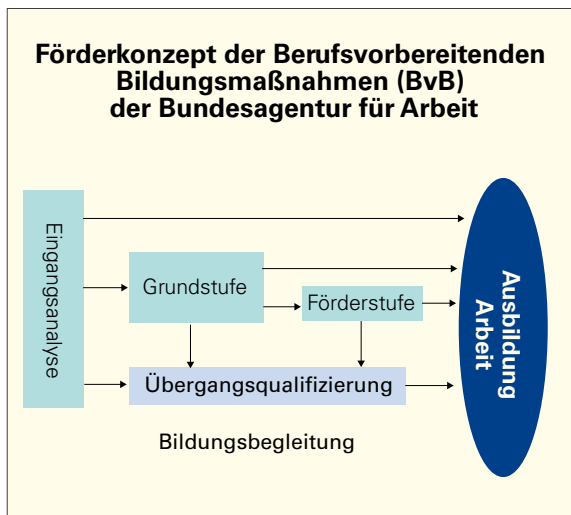 Förderkonzept der Berufsvorbereitenden
Bildungsmaßnahmen (BvB)
der Bundesagentur für Arbeit
Eingangsanalyse
Grundstufe
Förderstufe
Übergangsqualifizierung
Bildungsbegleitung
Ausbildung
Arbeit